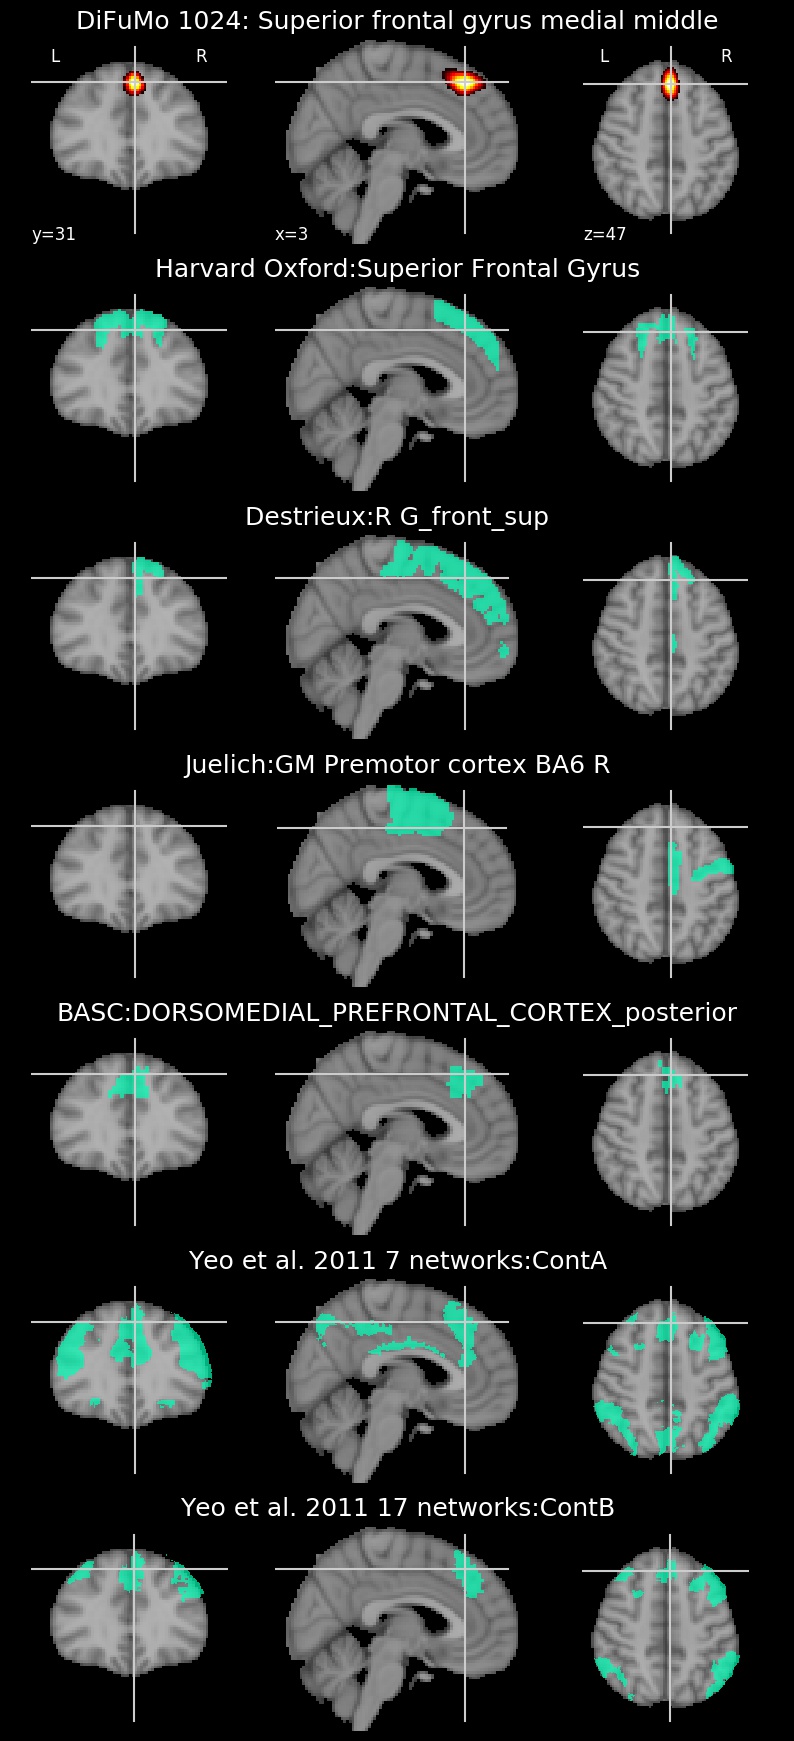 DiFuMo 1024: Superior frontal gyrus medial middle
L R L R
y=31 x=3 z=47
Harvard Oxford:Superior Frontal Gyrus
Destrieux:R G_front_sup
Juelich:GM Premotor cortex BA6 R
BASC:DORSOMEDIAL_PREFRONTAL_CORTEX_posterior
Yeo et al. 2011 7 networks:ContA
Yeo et al. 2011 17 networks:ContB